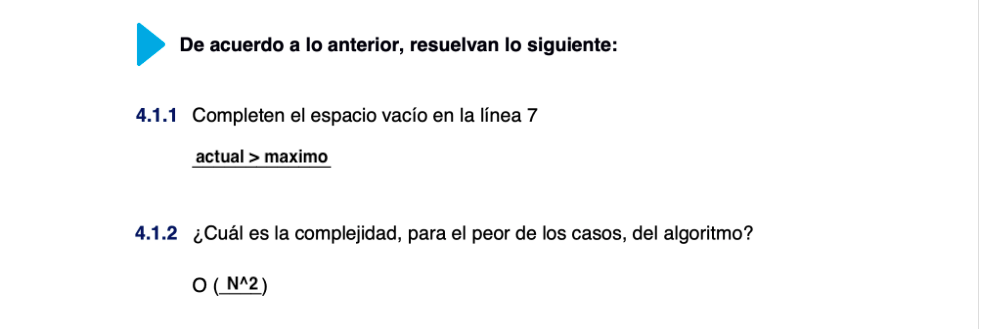 De acuerdo a lo anterior, resuelvan lo siguiente:
4.1.1 Completen el espacio vacío en la línea 7
actual > maximo
4.1.2 ¿Cuál es la complejidad, para el peor de los casos, del algoritmo?
O ( N^2 )